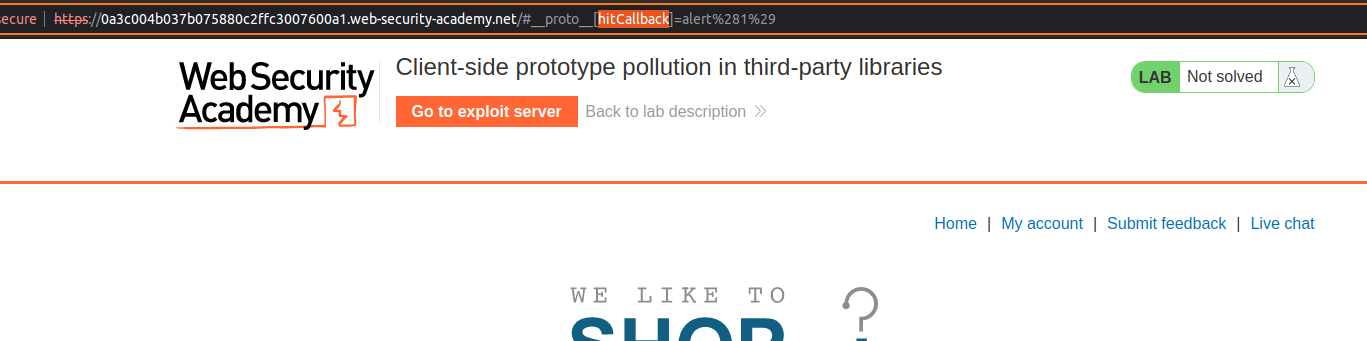 ecure | https://0a3c004b037b075880c2ffc3007600a1.web-security-academy.net/#__proto__[hitCallback]=alert%281%29
Web Security
Academy
Client-side prototype pollution in third-party libraries
LAB Not solved
Go to exploit server Back to lab description
Home | My account | Submit feedback | Live chat
WE LIKE TO
SHOP
?